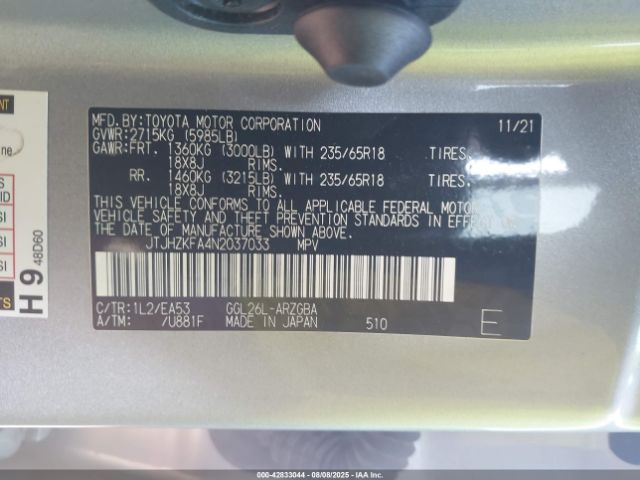 MFD. BY:TOYOTA MOTOR CORPORATION 11/21
GVWR:2715KG (5985LB)
GAWR:FRT. 1360KG (3000LB) WITH 235/65R18 TIRES,
18X8J RIMS.
RR. 1460KG (3215LB) WITH 235/65R18 TIRES,
18X8J RIMS.
THIS VEHICLE CONFORMS TO ALL APPLICABLE FEDERAL MOTOR
VEHICLE SAFETY AND THEFT PREVENTION STANDARDS IN EFFECT ON
THE DATE OF MANUFACTURE SHOWN ABOVE.
JTJHZKFA4N2037033 MPV
C/TR:1L2/EA53 GGL26L-ARZGBA
A/TM: /U881F MADE IN JAPAN 510 E
H 9 48D60
000-42833044 08/08/2025 IAA Inc.